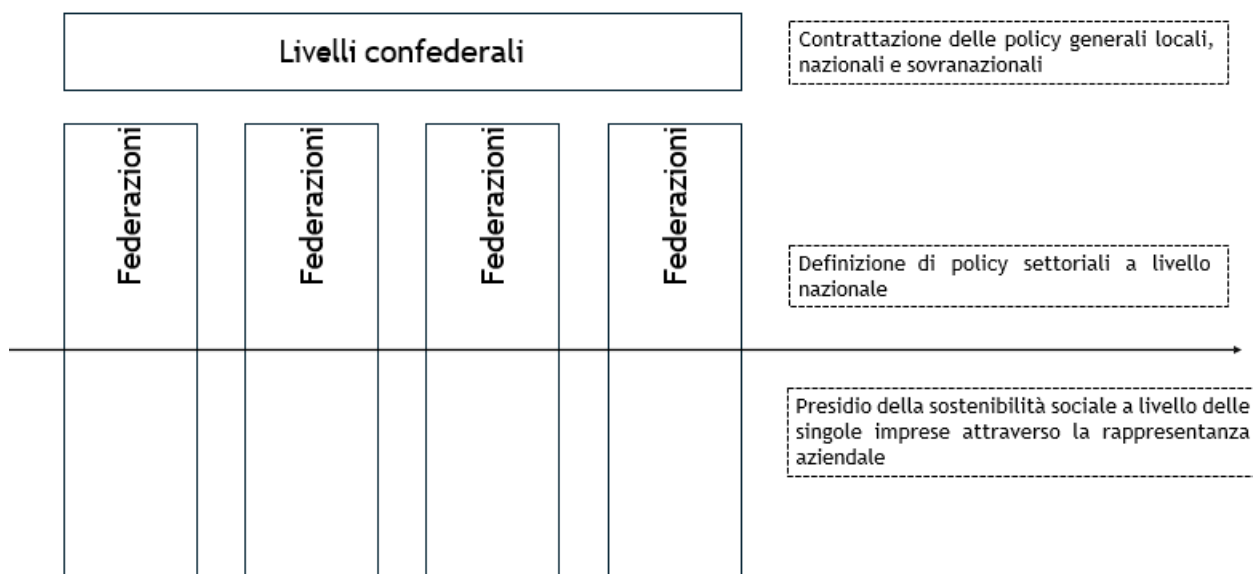 Livelli confederali
Contrattazione delle policy generali locali,
nazionali e sovranazionali
Federazioni
Federazioni
Federazioni
Federazioni
Definizione di policy settoriali a livello
nazionale
Presidio della sostenibilità sociale a livello delle
singole imprese attraverso la rappresentanza
aziendale